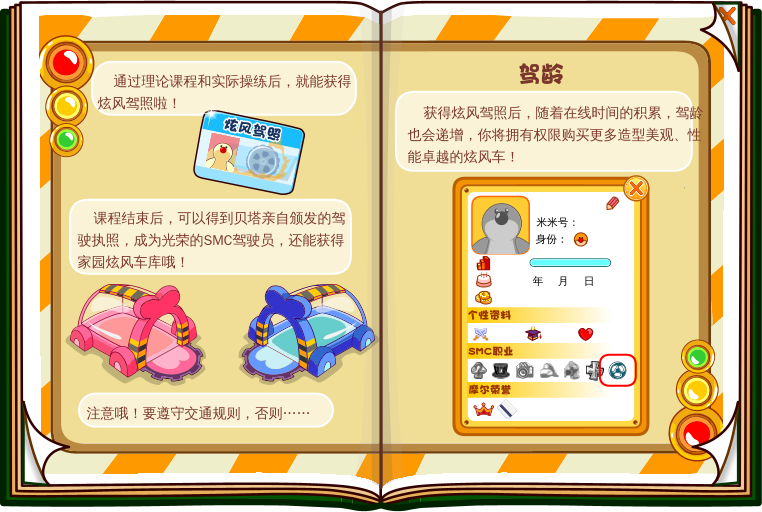 通过理论课程和实际操练后，就能获得
炫风驾照啦！
炫风驾照
课程结束后，可以得到贝塔亲自颁发的驾
驶执照，成为光荣的SMC驾驶员，还能获得
家园炫风车库哦！
注意哦！要遵守交通规则，否则……
驾龄
获得炫风驾照后，随着在线时间的积累，驾龄
也会递增，你将拥有权限购买更多造型美观、性
能卓越的炫风车！
米米号：
身份：
年 月 日
个性资料
SMC职业
摩尔荣誉